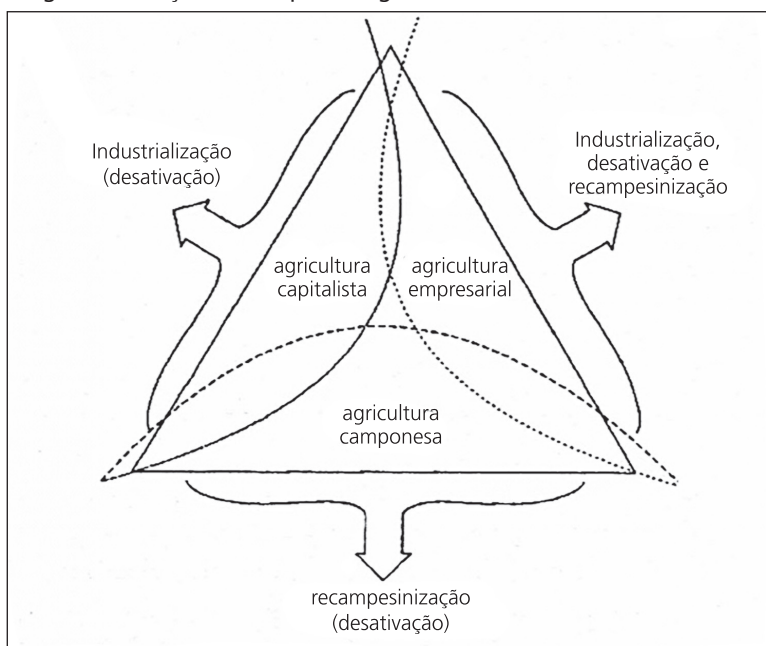 Industrialização
(desativação)
Industrialização,
desativação e
recampesinização
agricultura
capitalista
agricultura
empresarial
agricultura
camponesa
recampesinização
(desativação)